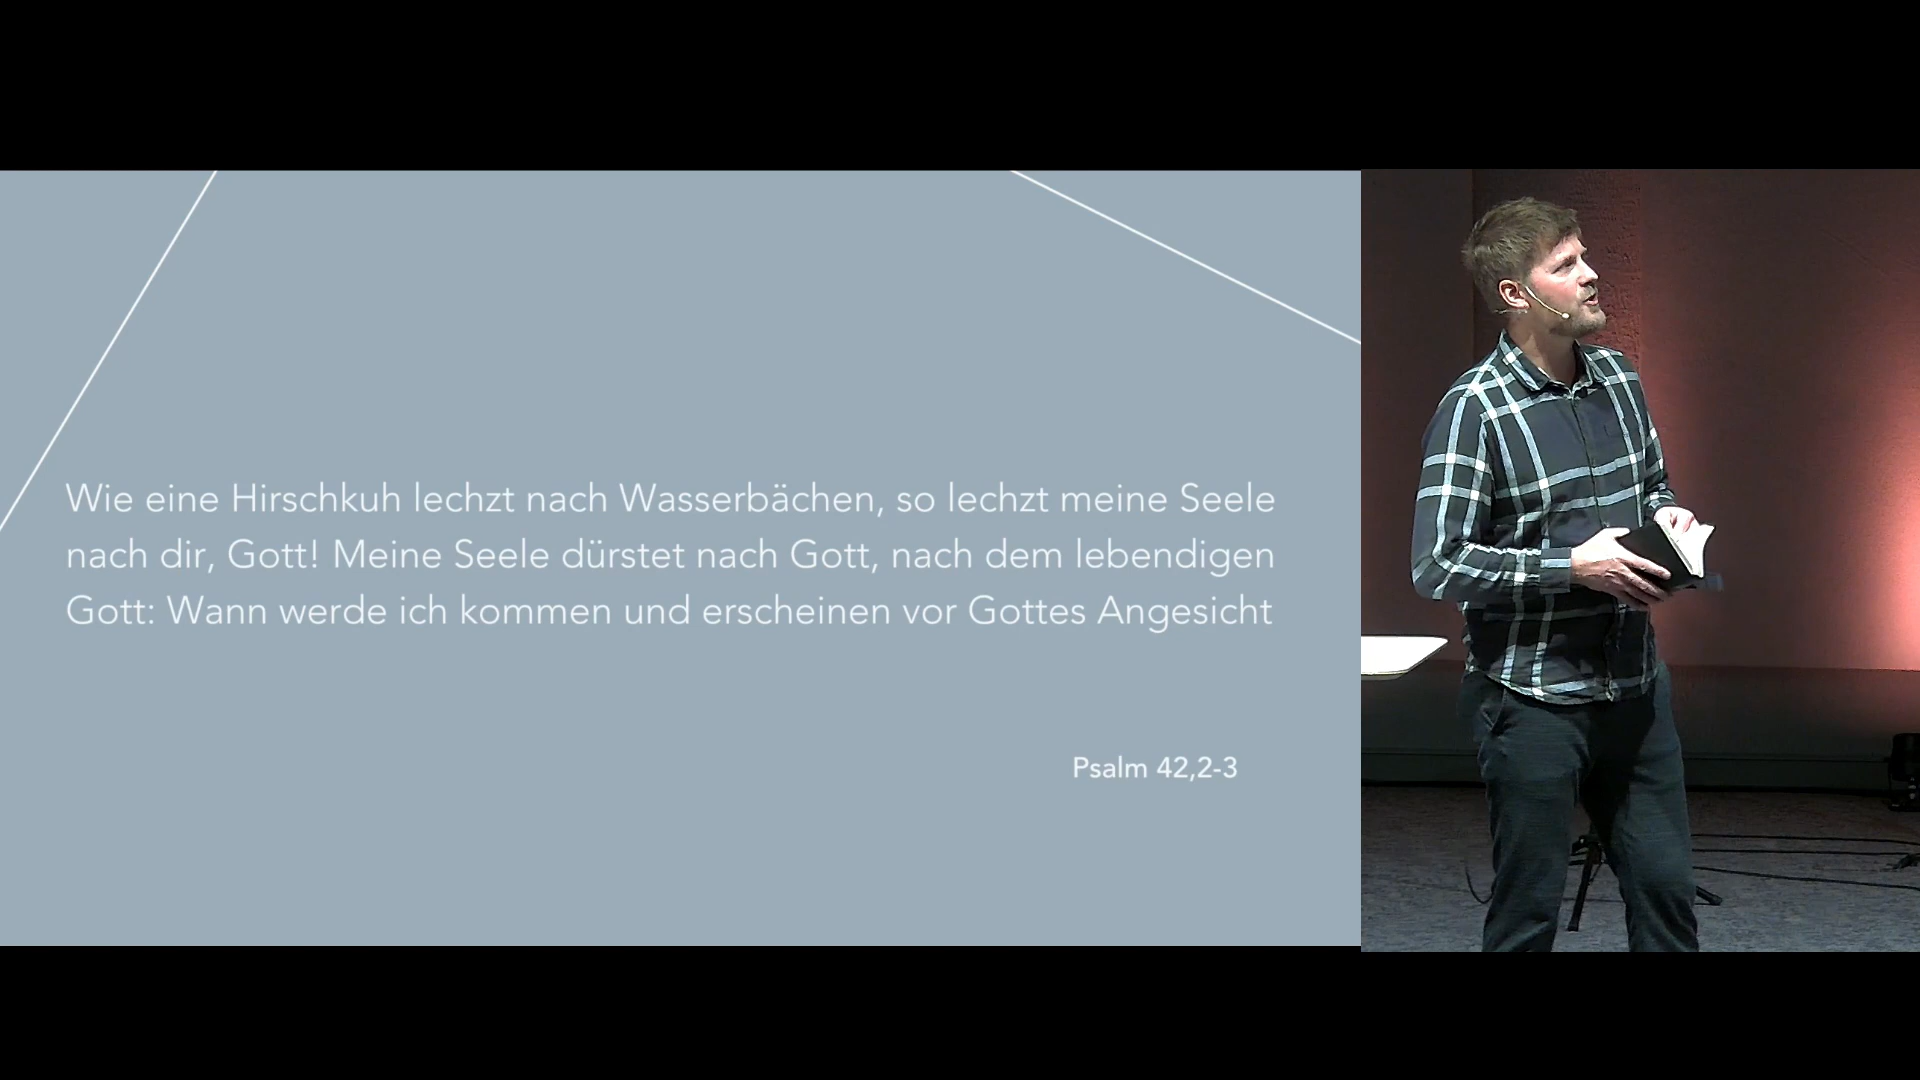 Wie eine Hirschkuh lechzt nach Wasserbächen, so lechzt meine Seele
nach dir, Gott! Meine Seele dürstet nach Gott, nach dem lebendigen
Gott: Wann werde ich kommen und erscheinen vor Gottes Angesicht
Psalm 42,2-3